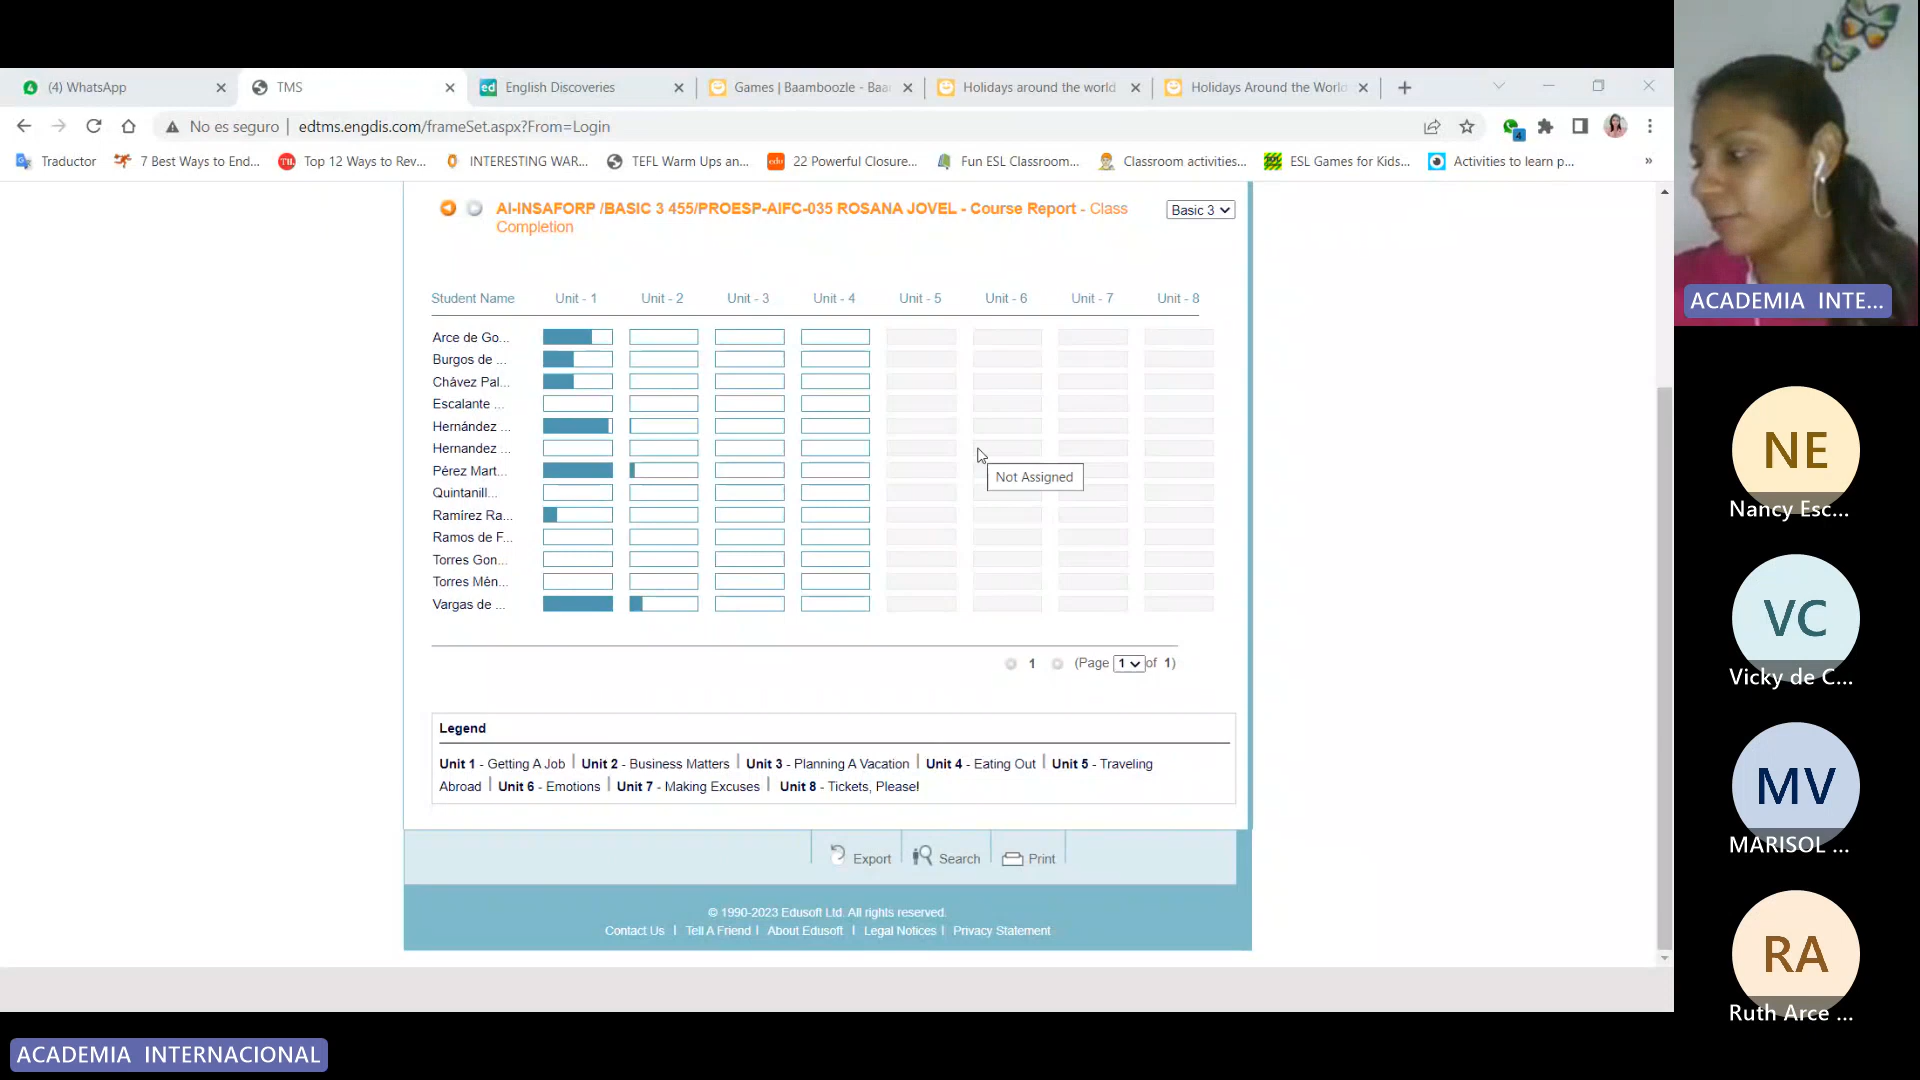 (4) WhatsApp
TMS
English Discoveries
Games | Baamboozle - Baa
Holidays around the world
Holidays Around the World
No es seguro | edtms.engdis.com/frameSet.aspx?From=Login
4
Traductor
7 Best Ways to End...
Top 12 Ways to Rev...
INTERESTING WAR...
TEFL Warm Ups an...
22 Powerful Closure...
Fun ESL Classroom...
Classroom activities...
ESL Games for Kids...
Activities to learn p...
»
AI-INSAFORP /BASIC 3 455/PROESP-AIFC-035 ROSANA JOVEL - Course Report - Class
Completion
Basic 3
Student Name Unit - 1 Unit - 2 Unit - 3 Unit - 4 Unit - 5 Unit - 6 Unit - 7 Unit - 8
Arce de Go...
Burgos de ...
Chávez Pal...
Escalante ...
Hernández ...
Hernandez ...
Pérez Mart...
Quintanill...
Ramírez Ra...
Ramos de F...
Torres Gon...
Torres Mèn...
Vargas de ...
Not Assigned
1 (Page 1 of 1)
Legend
Unit 1 - Getting A Job | Unit 2 - Business Matters | Unit 3 - Planning A Vacation | Unit 4 - Eating Out | Unit 5 - Traveling
Abroad | Unit 6 - Emotions | Unit 7 - Making Excuses | Unit 8 - Tickets, Please!
Export Search Print
© 1990-2023 Edusoft Ltd. All rights reserved.
Contact Us | Tell A Friend | About Edusoft | Legal Notices | Privacy Statement
ACADEMIA INTERNACIONAL
ACADEMIA INTE...
NE
Nancy Esc...
VC
Vicky de C...
MV
MARISOL ...
RA
Ruth Arce ...